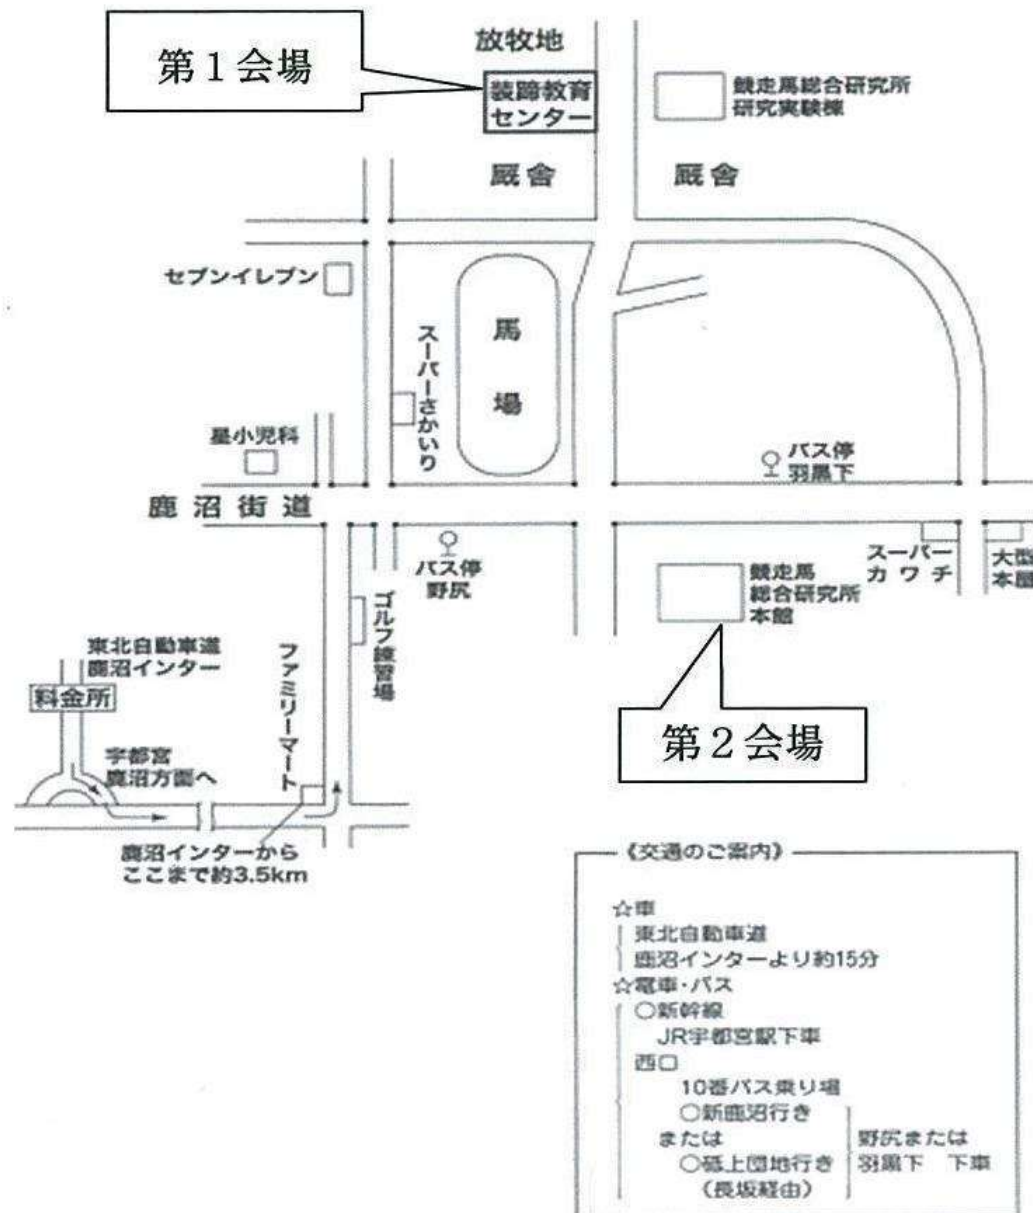 第１会場
放牧地
装蹄教育
センター
競走馬総合研究所
研究実験棟
厩舎
厩舎
セブンイレブン
馬場
スーパーさかいり
星小児科
バス停
羽黒下
鹿沼街道
バス停
野尻
スーパー
カワチ
大型
本屋
競走馬
総合研究所
本館
ゴルフ練習場
東北自動車道
鹿沼インター
料金所
ファミリーマート
宇都宮
鹿沼方面へ
第２会場
鹿沼インターから
ここまで約3.5km
《交通のご案内》
☆車
東北自動車道
鹿沼インターより約15分
☆電車・バス
○新幹線
JR宇都宮駅下車
西口
10番バス乗り場
○新鹿沼行き
または
○砥上団地行き
（長坂経由）
野尻または
羽黒下　下車